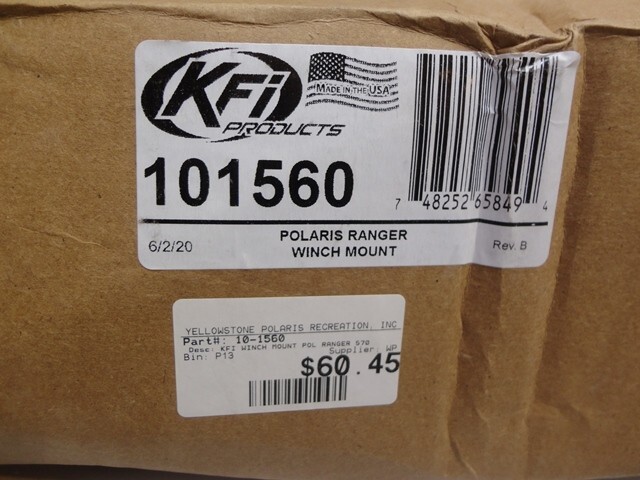 KFi
PRODUCTS
MADE IN THE USA
101560
7 48252 65849 4
6/2/20
POLARIS RANGER
WINCH MOUNT
Rev. B
YELLOWSTONE POLARIS RECREATION, INC
Part#: 10-1560
Desc: KFI WINCH MOUNT POL RANGER 570
Bin: P13
Supplier: WP
$60.45